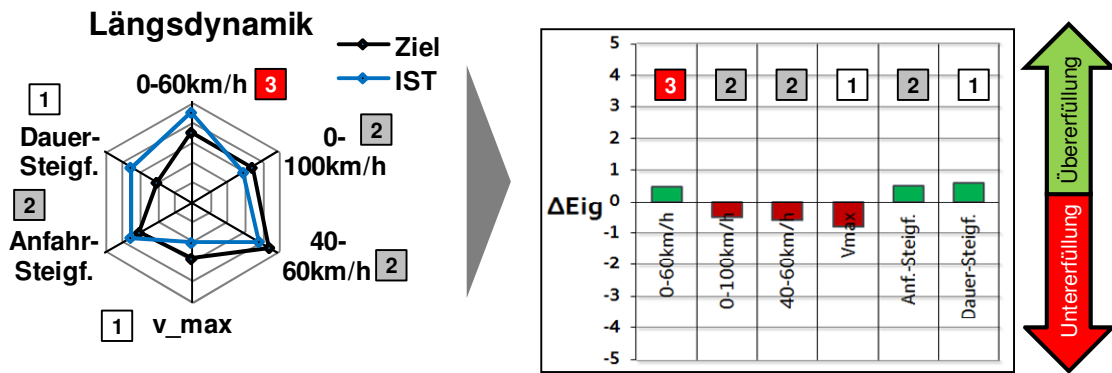 Längsdynamik
Ziel
IST
0-60km/h 3
1
Dauer-
Steigf.
0- 2
100km/h
2
Anfahr-
Steigf.
40-
60km/h 2
1 v_max
5
4
3
2
1
0
-1
-2
-3
-4
-5
ΔEig
3 2 2 1 2 1
0-60km/h
0-100km/h
40-60km/h
Vmax
Anf.-Steigf.
Dauer-Steigf.
Übererfüllung
Untererfüllung